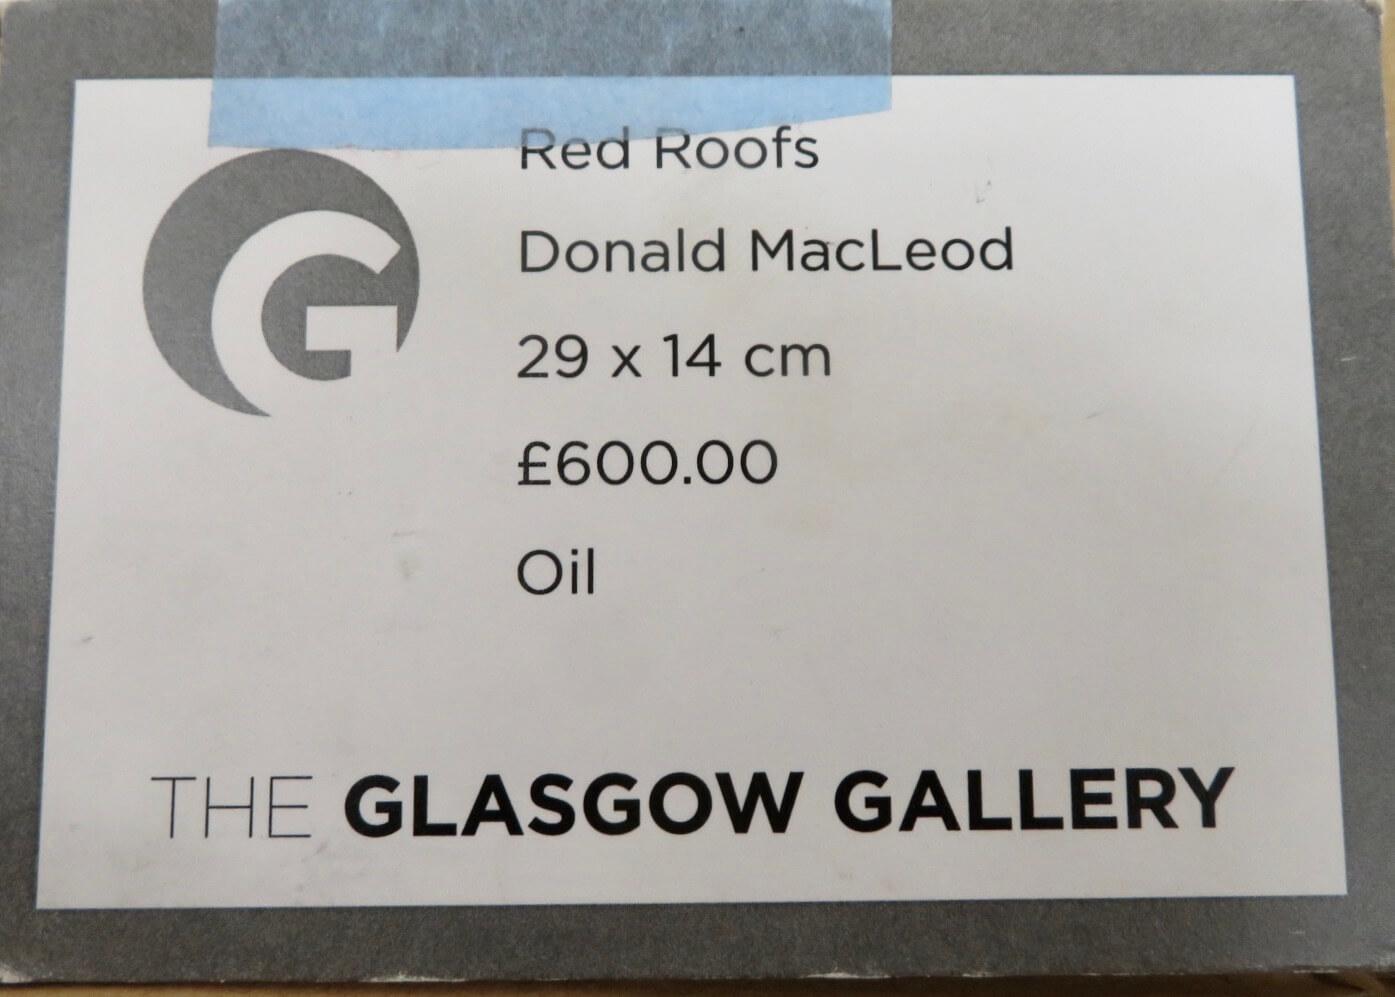 Red Roofs
Donald MacLeod
29 x 14 cm
£600.00
Oil
THE GLASGOW GALLERY